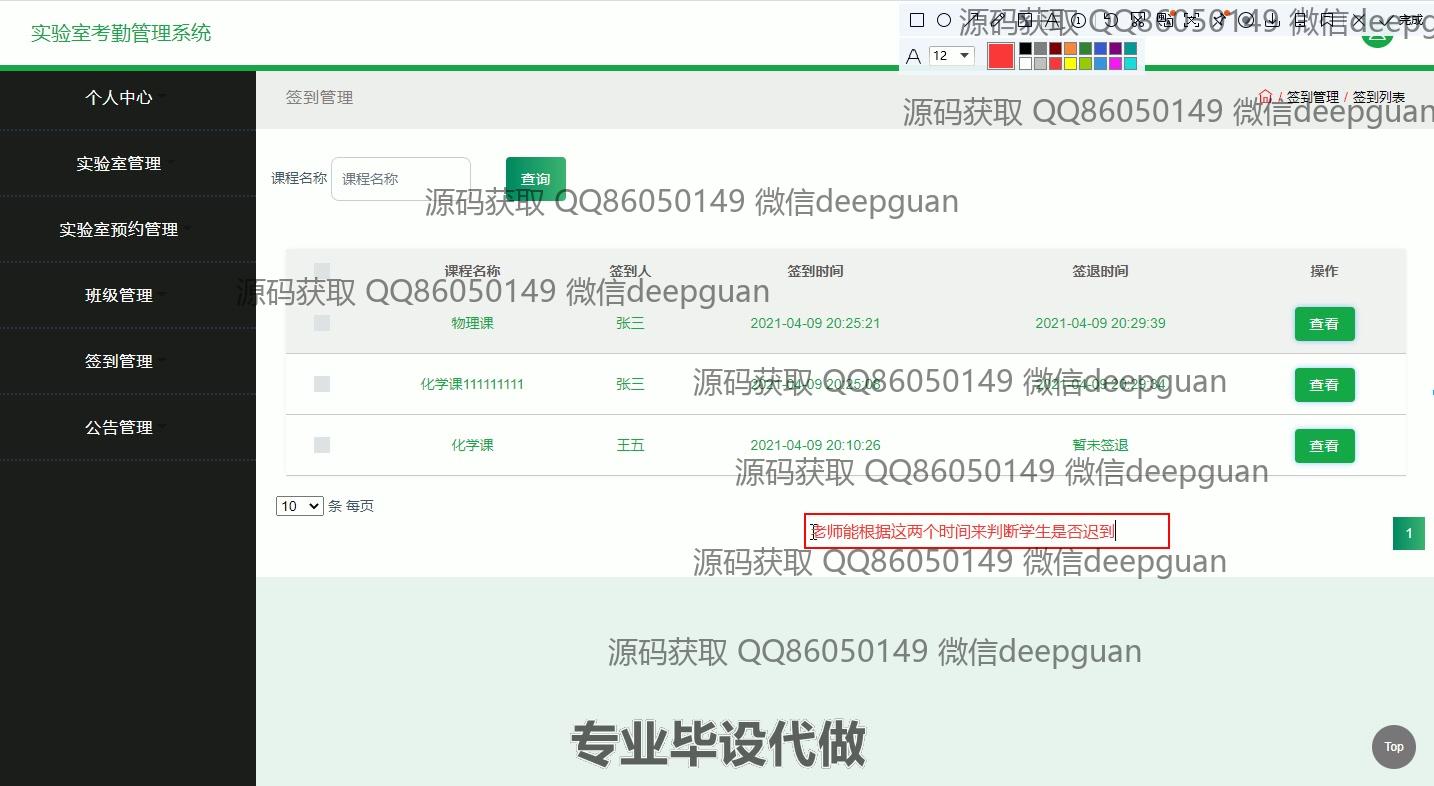 实验室考勤管理系统
源码获取 QQ86050149 微信deepg
完成
12
个人中心
签到管理
/ 签到管理 / 签到列表
源码获取 QQ86050149 微信deepguan
实验室管理
课程名称 课程名称 查询
源码获取 QQ86050149 微信deepguan
实验室预约管理
课程名称 签到人 签到时间 签退时间 操作
源码获取 QQ86050149 微信deepguan
班级管理
物理课 张三 2021-04-09 20:25:21 2021-04-09 20:29:39 查看
签到管理
化学课111111111 张三 2021-04-09 20:25:08 查看
源码获取 QQ86050149 微信deepguan
公告管理
化学课 王五 2021-04-09 20:10:26 暂未签退 查看
源码获取 QQ86050149 微信deepguan
10 条 每页
老师能根据这两个时间来判断学生是否迟到
1
源码获取 QQ86050149 微信deepguan
源码获取 QQ86050149 微信deepguan
专业毕设代做
Top